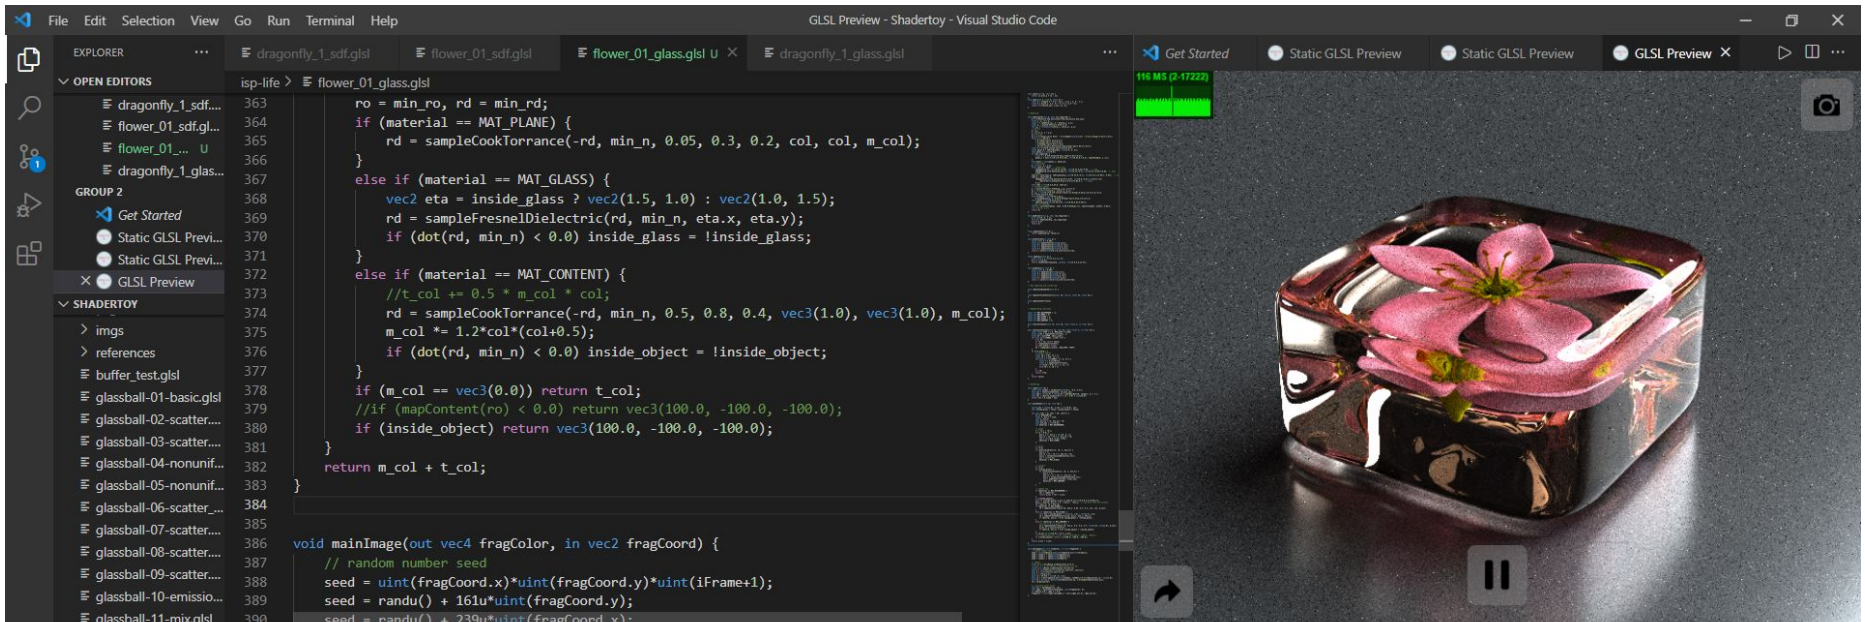 File Edit Selection View Go Run Terminal Help
GLSL Preview - Shadertoy - Visual Studio Code
EXPLORER
OPEN EDITORS
dragonfly_1_sdf....
flower_01_sdf.gl...
flower_01_... U
dragonfly_1_glas...
GROUP 2
Get Started
Static GLSL Previ...
Static GLSL Previ...
GLSL Preview
SHADERTOY
imgs
references
buffer_test.glsl
glassball-01-basic.glsl
glassball-02-scatter....
glassball-03-scatter....
glassball-04-nonunif...
glassball-05-nonunif...
glassball-06-scatter_...
glassball-07-scatter....
glassball-08-scatter....
glassball-09-scatter....
glassball-10-emissio...
glassball-11-mix.glsl
1
dragonfly_1_sdf.glsl flower_01_sdf.glsl flower_01_glass.glsl U dragonfly_1_glass.glsl
isp-life > flower_01_glass.glsl
363 ro = min_ro, rd = min_rd;
364 if (material == MAT_PLANE) {
365 rd = sampleCookTorrance(-rd, min_n, 0.05, 0.3, 0.2, col, col, m_col);
366 }
367 else if (material == MAT_GLASS) {
368 vec2 eta = inside_glass ? vec2(1.5, 1.0) : vec2(1.0, 1.5);
369 rd = sampleFresnelDielectric(rd, min_n, eta.x, eta.y);
370 if (dot(rd, min_n) < 0.0) inside_glass = !inside_glass;
371 }
372 else if (material == MAT_CONTENT) {
373 //t_col += 0.5 * m_col * col;
374 rd = sampleCookTorrance(-rd, min_n, 0.5, 0.8, 0.4, vec3(1.0), vec3(1.0), m_col);
375 m_col *= 1.2*col*(col+0.5);
376 if (dot(rd, min_n) < 0.0) inside_object = !inside_object;
377 }
378 if (m_col == vec3(0.0)) return t_col;
379 //if (mapContent(ro) < 0.0) return vec3(100.0, -100.0, -100.0);
380 if (inside_object) return vec3(100.0, -100.0, -100.0);
381 }
382 return m_col + t_col;
383 }
384
385
386 void mainImage(out vec4 fragColor, in vec2 fragCoord) {
387 // random number seed
388 seed = uint(fragCoord.x)*uint(fragCoord.y)*uint(iFrame+1);
389 seed = randu() + 161u*uint(fragCoord.y);
390 seed = randu() + 239u*uint(fragCoord.x);
Get Started Static GLSL Preview Static GLSL Preview GLSL Preview
116 MS (2-17222)